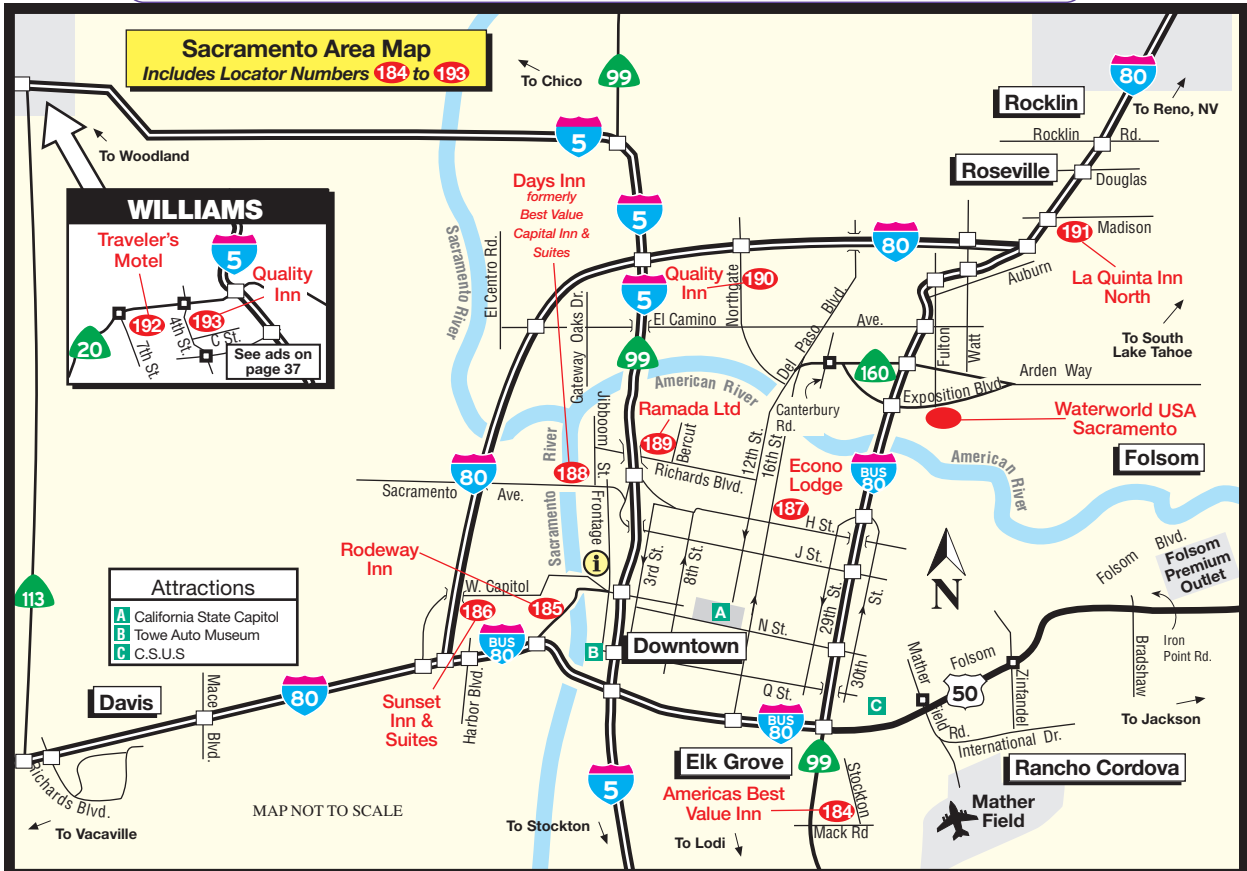 Sacramento Area Map
Includes Locator Numbers 184 to 193
To Chico
99
80
To Reno, NV
Rocklin
Rocklin Rd.
Roseville
Douglas
5
To Woodland
WILLIAMS
Traveler's
Motel
5
Quality
Inn
192
193
20
7th St.
4th St.
C St.
See ads on
page 37
Sacramento River
El Centro Rd.
Days Inn
formerly
Best Value
Capital Inn &
Suites
5
80
Madison
191
La Quinta Inn
North
Auburn
Quality
Inn
190
Northgate
5
Gateway Oaks Dr.
El Camino Ave.
Del Paso Blvd.
Fulton
Watt
To South
Lake Tahoe
99
160
Arden Way
Exposition Blvd.
American River
Canterbury
Rd.
Waterworld USA
Sacramento
Ramada Ltd
189
Bercut
Jibboom St.
Richards Blvd.
12th St.
16th St
Econo
Lodge
187
BUS
80
American River
Folsom
188
80
Sacramento Ave.
Sacramento River
Frontage
i
H St.
J St.
3rd St.
8th St.
N St.
Q St.
29th St.
30th St.
A
N
Folsom Blvd.
Folsom
Premium
Outlet
Iron
Point Rd.
Bradshaw
113
Attractions
A California State Capitol
B Towe Auto Museum
C C.S.U.S
Rodeway
Inn
W. Capitol
186
185
BUS
80
B
Downtown
Davis
80
Mace Blvd.
Harbor Blvd.
Sunset
Inn &
Suites
BUS
80
C
Mather Field Rd.
Folsom
50
Zinfandel
International Dr.
To Jackson
Rancho Cordova
Elk Grove
99
Americas Best
Value Inn
184
Stockton
Mack Rd
Mather
Field
Richards Blvd.
To Vacaville
MAP NOT TO SCALE
To Stockton
5
To Lodi